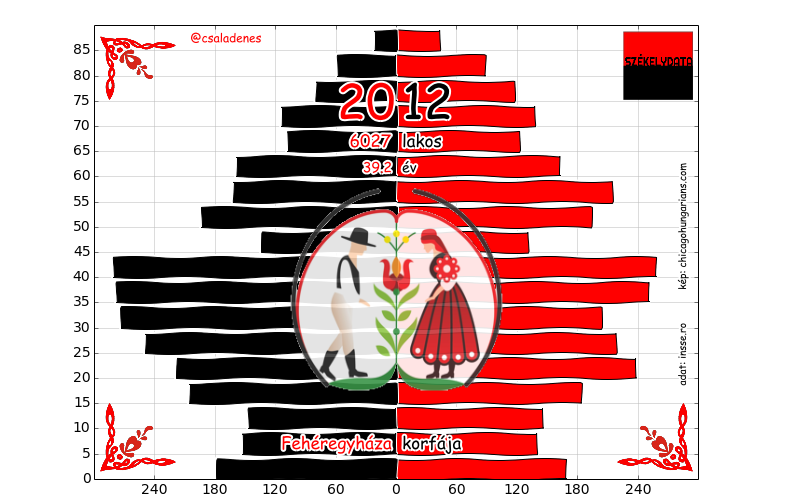 @csaladenes
SZÉKELYDATA
2012
6027 lakos
39.2 év
kép: chicagohungarians.com
adat: insse.ro
Fehéregyháza korfája
85
80
75
70
65
60
55
50
45
40
35
30
25
20
15
10
5
0
240 180 120 60 0 60 120 180 240